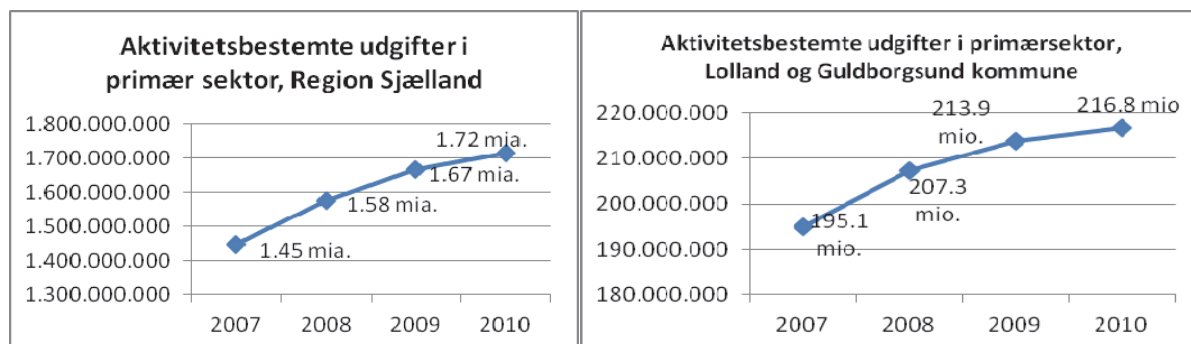 Aktivitetsbestemte udgifter i
primær sektor, Region Sjælland
1.800.000.000
1.700.000.000
1.600.000.000
1.500.000.000
1.400.000.000
1.300.000.000
1.72 mia.
1.67 mia.
1.58 mia.
1.45 mia.
2007 2008 2009 2010
Aktivitetsbestemte udgifter i primærsektor,
Lolland og Guldborgsund kommune
220.000.000
210.000.000
200.000.000
190.000.000
180.000.000
213.9
mio.
216.8 mio
207.3
mio.
195.1
mio.
2007 2008 2009 2010